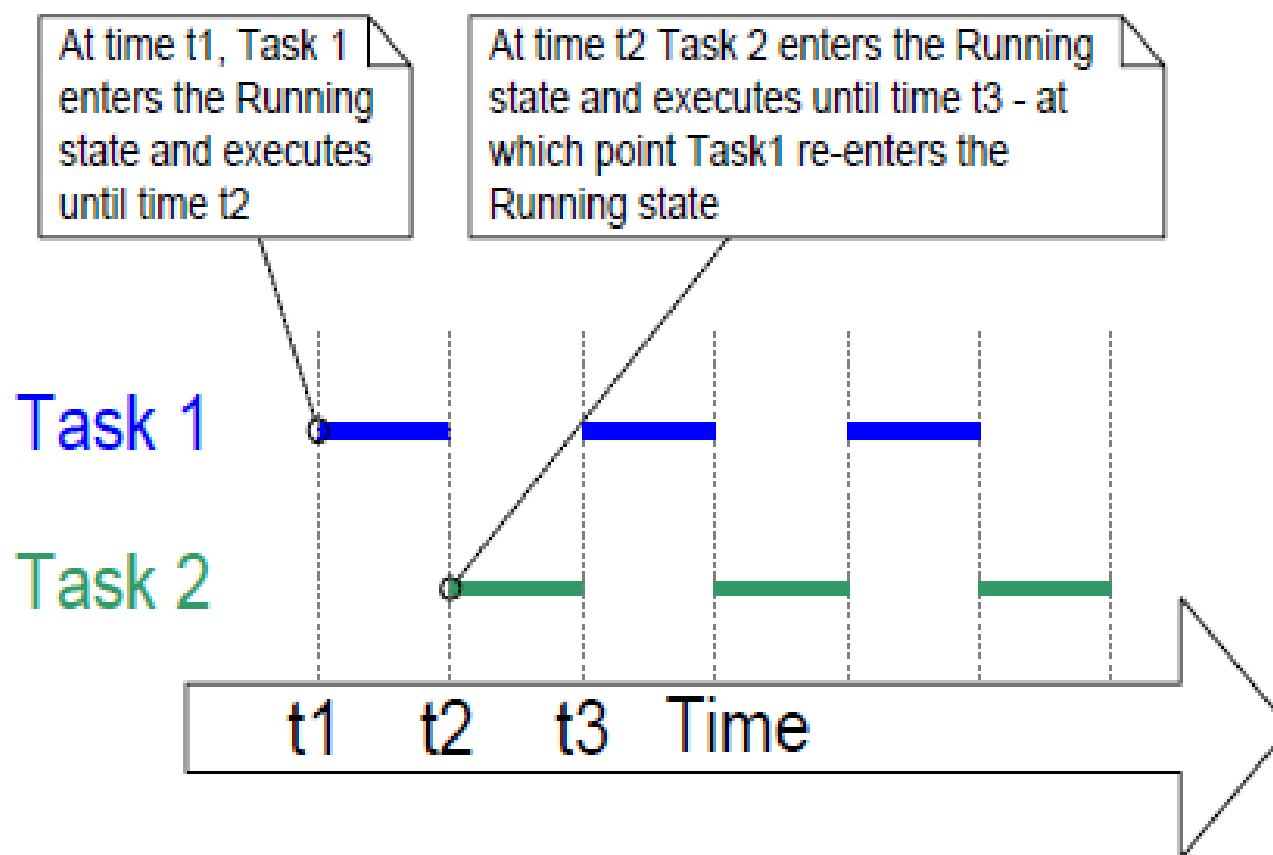 At time t1, Task 1
enters the Running
state and executes
until time t2
At time t2 Task 2 enters the Running
state and executes until time t3 - at
which point Task1 re-enters the
Running state
Task 1
Task 2
t1 t2 t3 Time